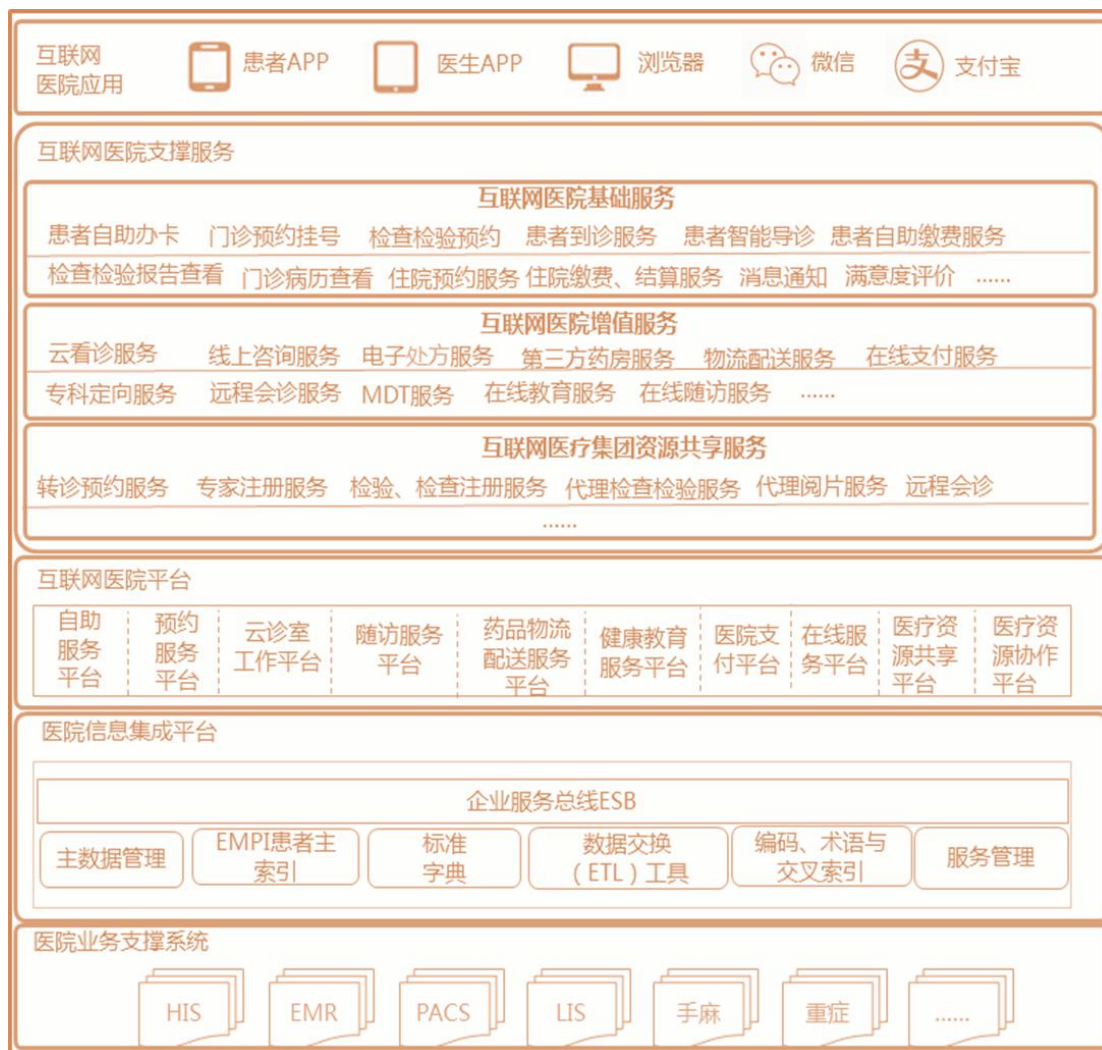 互联网
医院应用
患者APP 医生APP 浏览器 微信 支付宝
互联网医院支撑服务
互联网医院基础服务
患者自助办卡 门诊预约挂号 检查检验预约 患者到诊服务 患者智能导诊 患者自助缴费服务
检查检验报告查看 门诊病历查看 住院预约服务 住院缴费、结算服务 消息通知 满意度评价 ……
互联网医院增值服务
云看诊服务 线上咨询服务 电子处方服务 第三方药房服务 物流配送服务 在线支付服务
专科定向服务 远程会诊服务 MDT服务 在线教育服务 在线随访服务 ……
互联网医疗集团资源共享服务
转诊预约服务 专家注册服务 检验、检查注册服务 代理检查检验服务 代理阅片服务 远程会诊
……
互联网医院平台
自助
服务
平台
预约
服务
平台
云诊室
工作平台
随访服务
平台
药品物流
配送服务
平台
健康教育
服务平台
医院支
付平台
在线服
务平台
医疗资
源共享
平台
医疗资
源协作
平台
医院信息集成平台
企业服务总线ESB
主数据管理
EMPI患者主
索引
标准
字典
数据交换
（ETL）工具
编码、术语与
交叉索引
服务管理
医院业务支撑系统
HIS EMR PACS LIS 手麻 重症 ……